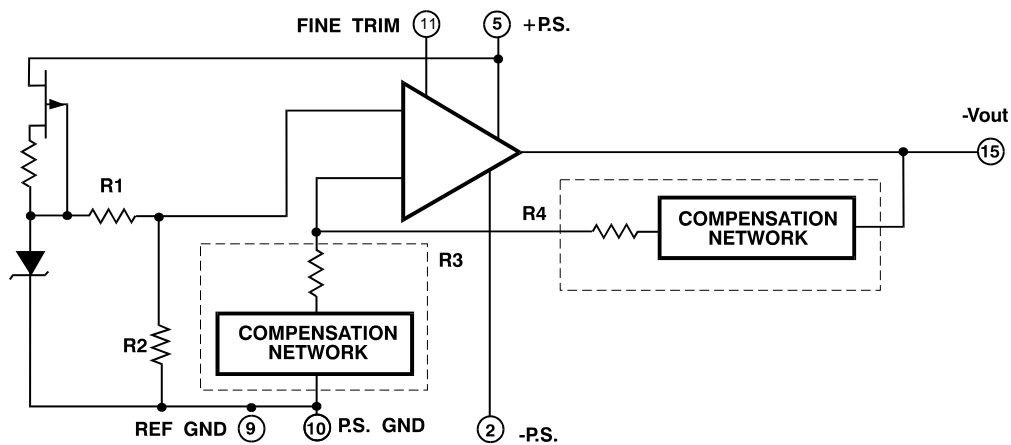 FINE TRIM 11 5 +P.S.
-Vout
15
R1
R4
COMPENSATION
NETWORK
R3
COMPENSATION
NETWORK
R2
REF GND 9 10 P.S. GND 2 -P.S.